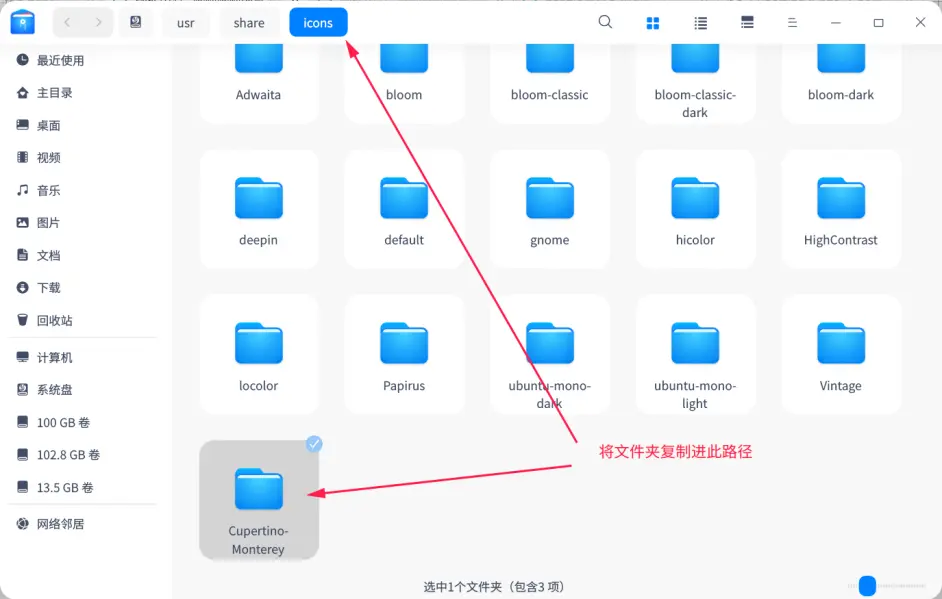 usr
share
icons
最近使用
主目录
桌面
视频
音乐
图片
文档
下载
回收站
计算机
系统盘
100 GB 卷
102.8 GB 卷
13.5 GB 卷
网络邻居
Adwaita
bloom
bloom-classic
bloom-classic-
dark
bloom-dark
deepin
default
gnome
hicolor
HighContrast
locolor
Papirus
ubuntu-mono-
dark
ubuntu-mono-
light
Vintage
Cupertino-
Monterey
将文件夹复制进此路径
选中1个文件夹（包含3 项）